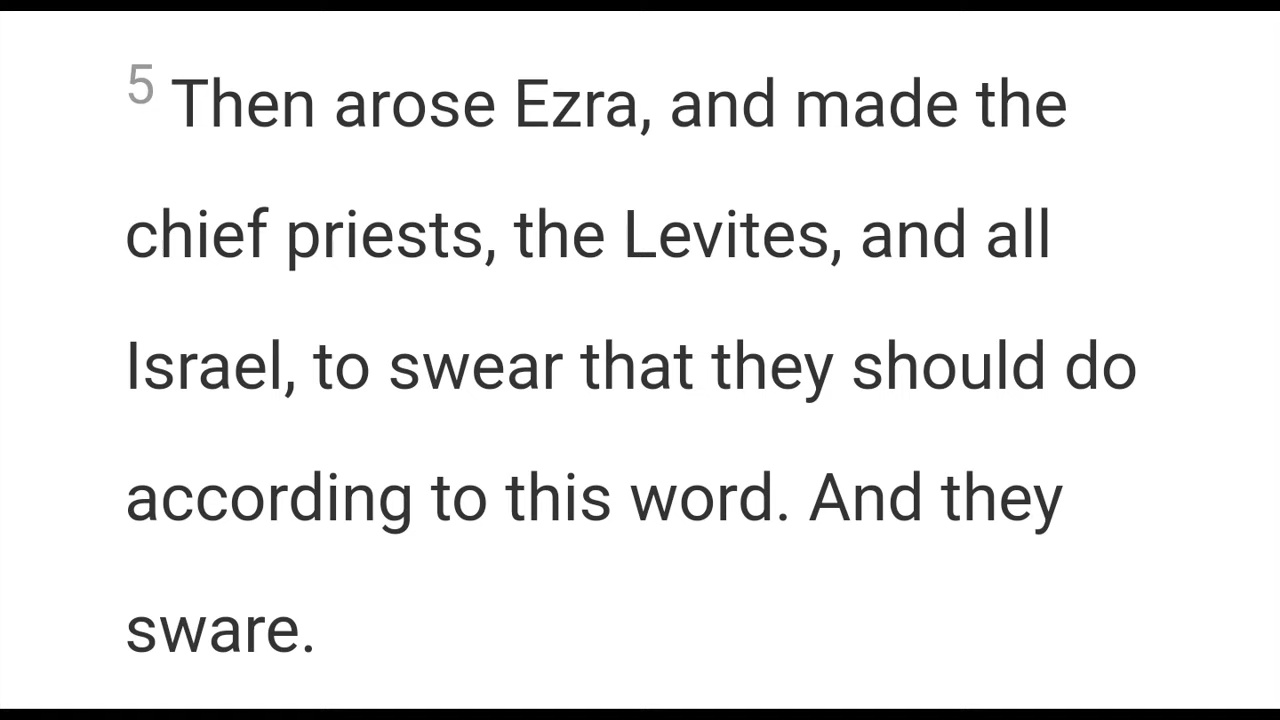 5 Then arose Ezra, and made the
chief priests, the Levites, and all
Israel, to swear that they should do
according to this word. And they
sware.